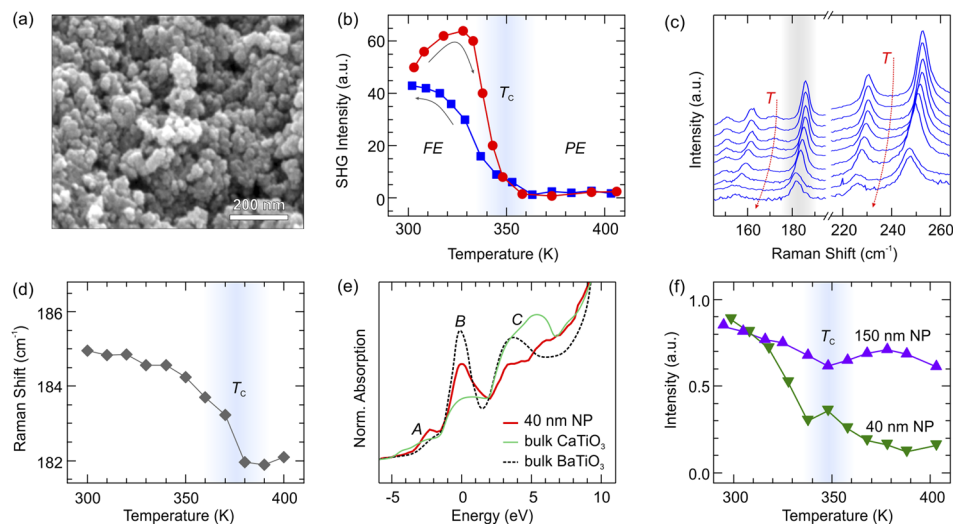 (a)
200 nm
(b)
SHG Intensity (a.u.)
60
40
20
0
T_C
FE
PE
300
350
400
Temperature (K)
(c)
Intensity (a.u.)
T
T
160
180
220
240
260
Raman Shift (cm⁻¹)
(d)
Raman Shift (cm⁻¹)
186
184
182
T_C
300
350
400
Temperature (K)
(e)
Norm. Absorption
A
B
C
40 nm NP
bulk CaTiO₃
bulk BaTiO₃
-5
0
5
10
Energy (eV)
(f)
Intensity (a.u.)
1.0
0.5
0.0
T_C
150 nm NP
40 nm NP
300
350
400
Temperature (K)